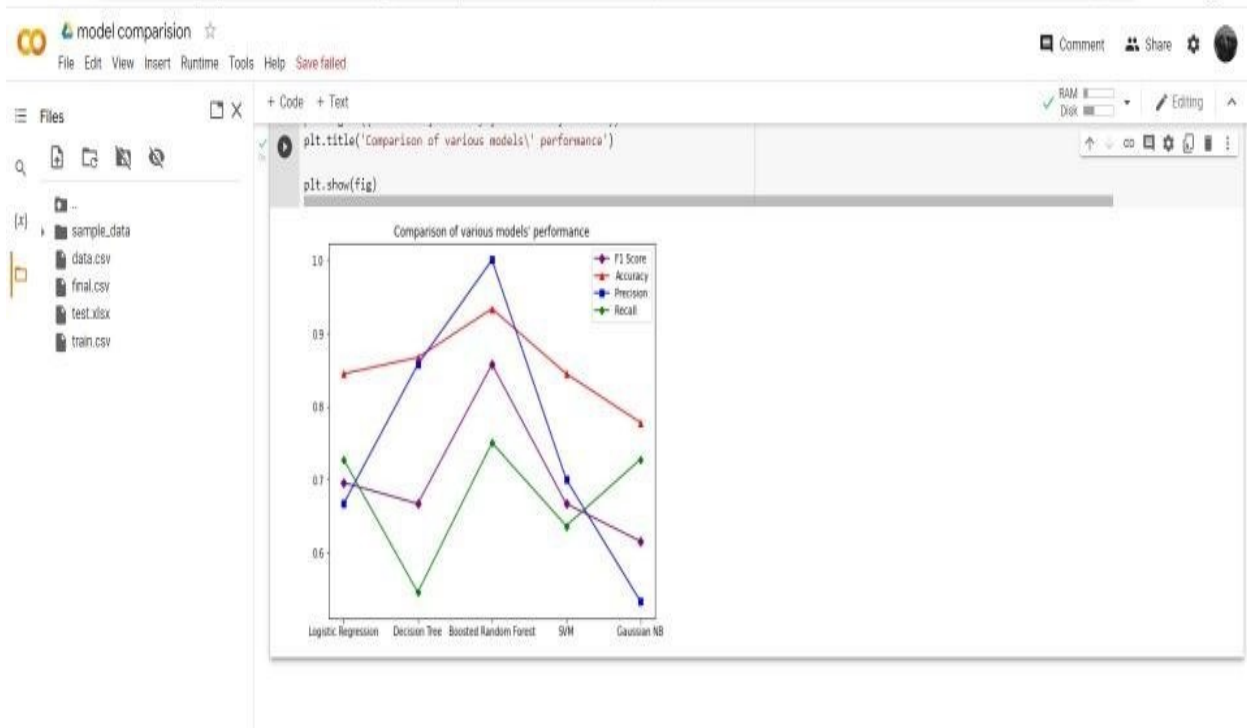 model comparision
Comment Share
File Edit View Insert Runtime Tools Help Save failed
Files
+ Code + Text
RAM
Disk
Editing
plt.title('Comparison of various models\' performance')
plt.show(fig)
{x}
..
sample_data
data.csv
final.csv
test.xlsx
train.csv
Comparison of various models' performance
F1 Score
Accuracy
Precision
Recall
1.0
0.9
0.8
0.7
0.6
Logistic Regression Decision Tree Boosted Random Forest SVM Gaussian NB